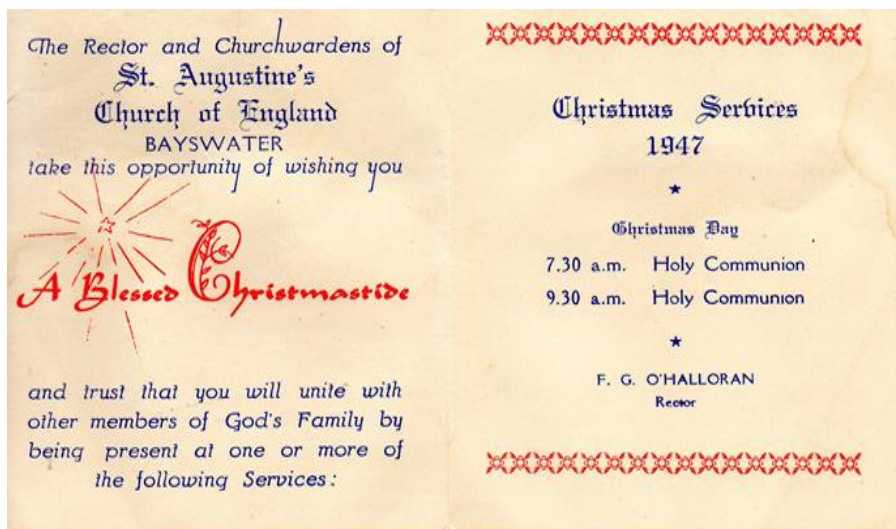 The Rector and Churchwardens of
St. Augustine's
Church of England
BAYSWATER
take this opportunity of wishing you
A Blessed Christmastide
and trust that you will unite with
other members of God's Family by
being present at one or more of
the following Services:
Christmas Services
1947
Christmas Day
7.30 a.m. Holy Communion
9.30 a.m. Holy Communion
F. G. O'HALLORAN
Rector